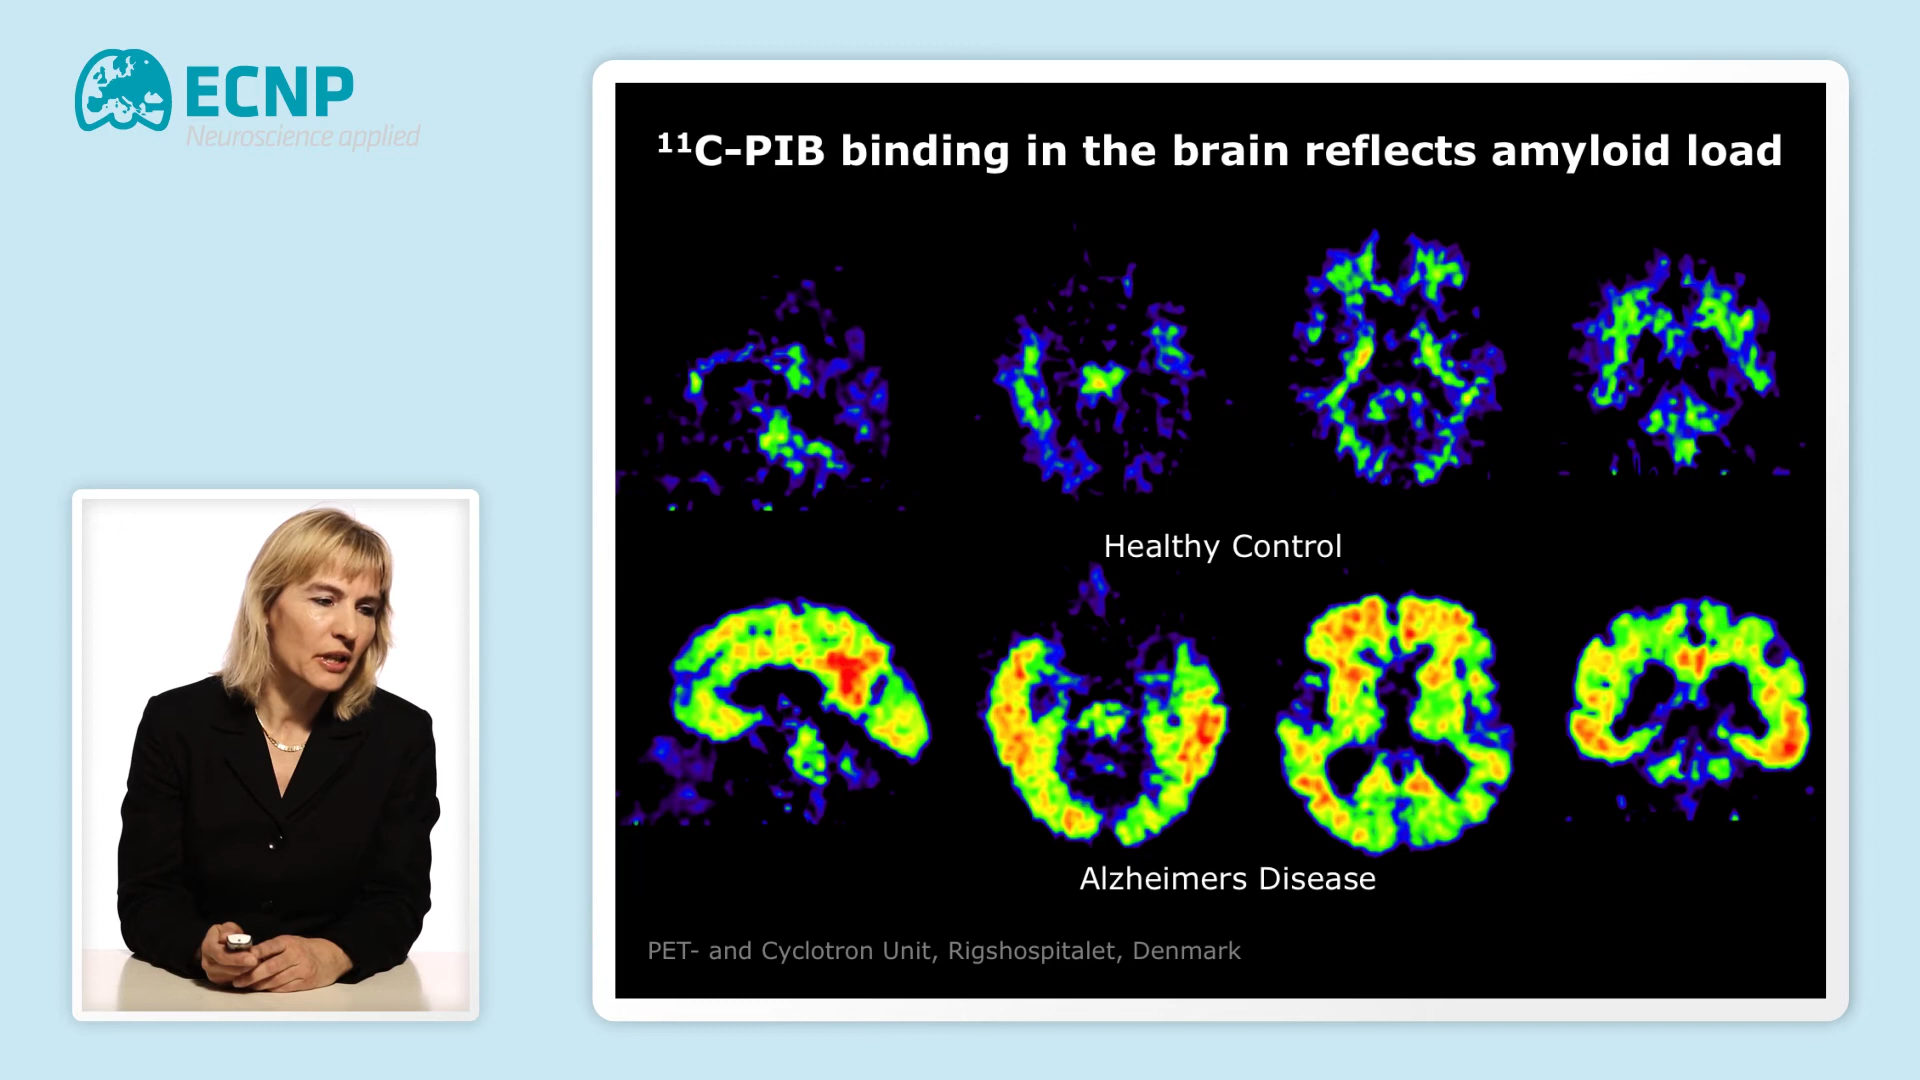 ECNP
Neuroscience applied
¹¹C-PIB binding in the brain reflects amyloid load
Healthy Control
Alzheimers Disease
PET- and Cyclotron Unit, Rigshospitalet, Denmark